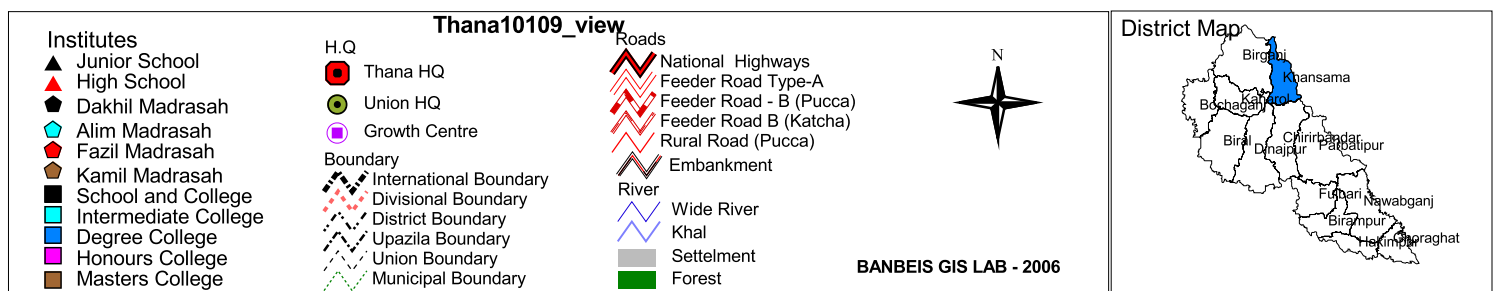 Thana10109_view
Institutes
Junior School
High School
Dakhil Madrasah
Alim Madrasah
Fazil Madrasah
Kamil Madrasah
School and College
Intermediate College
Degree College
Honours College
Masters College
H.Q
Thana HQ
Union HQ
Growth Centre
Boundary
International Boundary
Divisional Boundary
District Boundary
Upazila Boundary
Union Boundary
Municipal Boundary
Roads
National Highways
Feeder Road Type-A
Feeder Road - B (Pucca)
Feeder Road B (Katcha)
Rural Road (Pucca)
Embankment
River
Wide River
Khal
Settelment
Forest
N
BANBEIS GIS LAB - 2006
District Map
Birganj
Khansama
Kaharol
Bochaganj
Biral
Dinajpur
Chirirbandar
Parbatipur
Fulbari
Nawabganj
Birampur
Hakimpur
Ghoraghat